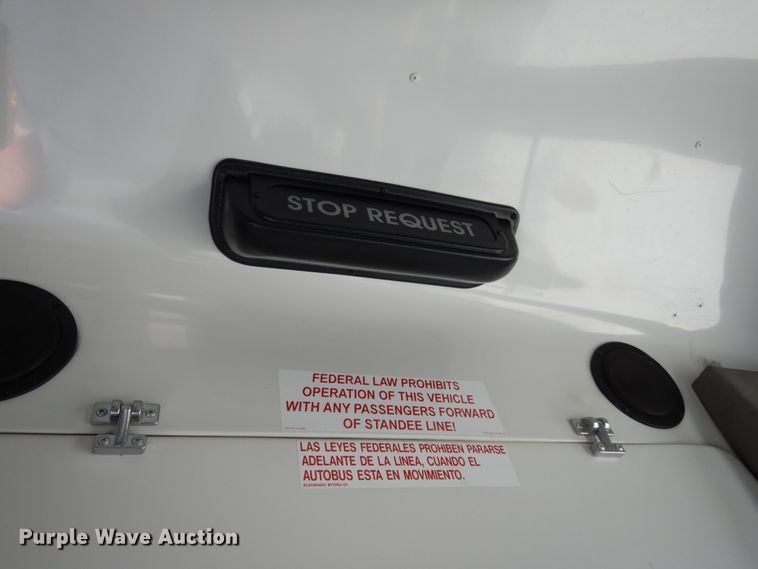 STOP REQUEST
FEDERAL LAW PROHIBITS
OPERATION OF THIS VEHICLE
WITH ANY PASSENGERS FORWARD
OF STANDEE LINE!
LAS LEYES FEDERALES PROHIBEN PARARSE
ADELANTE DE LA LINEA, CUANDO EL
AUTOBUS ESTA EN MOVIMIENTO.
Purple Wave Auction